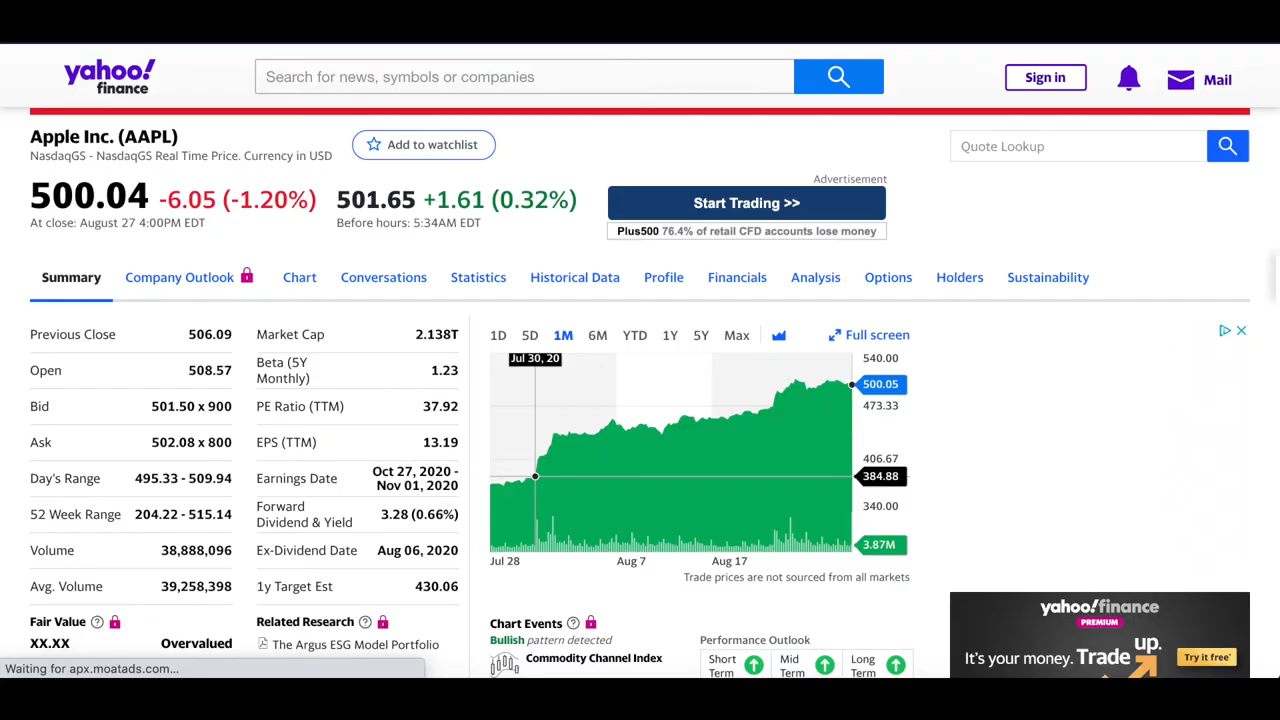 yahoo!
finance
Search for news, symbols or companies
Sign in
Mail
Apple Inc. (AAPL)
NasdaqGS - NasdaqGS Real Time Price. Currency in USD
Add to watchlist
Quote Lookup
500.04 -6.05 (-1.20%)
At close: August 27 4:00PM EDT
501.65 +1.61 (0.32%)
Before hours: 5:34AM EDT
Advertisement
Start Trading >>
Plus500 76.4% of retail CFD accounts lose money
Summary
Company Outlook
Chart
Conversations
Statistics
Historical Data
Profile
Financials
Analysis
Options
Holders
Sustainability
Previous Close 506.09
Open 508.57
Bid 501.50 x 900
Ask 502.08 x 800
Day's Range 495.33 - 509.94
52 Week Range 204.22 - 515.14
Volume 38,888,096
Avg. Volume 39,258,398
Fair Value
XX.XX Overvalued
Market Cap 2.138T
Beta (5Y
Monthly) 1.23
PE Ratio (TTM) 37.92
EPS (TTM) 13.19
Earnings Date Oct 27, 2020 -
Nov 01, 2020
Forward
Dividend & Yield 3.28 (0.66%)
Ex-Dividend Date Aug 06, 2020
1y Target Est 430.06
Related Research
The Argus ESG Model Portfolio
1D 5D 1M 6M YTD 1Y 5Y Max
Full screen
Jul 30, 20
540.00
500.05
473.33
406.67
384.88
340.00
3.87M
Jul 28 Aug 7 Aug 17
Trade prices are not sourced from all markets
Chart Events
Bullish pattern detected
Commodity Channel Index
Performance Outlook
Short
Term
Mid
Term
Long
Term
yahoo!finance
PREMIUM
It's your money. Trade up.
Try it free*
Waiting for apx.moatads.com...